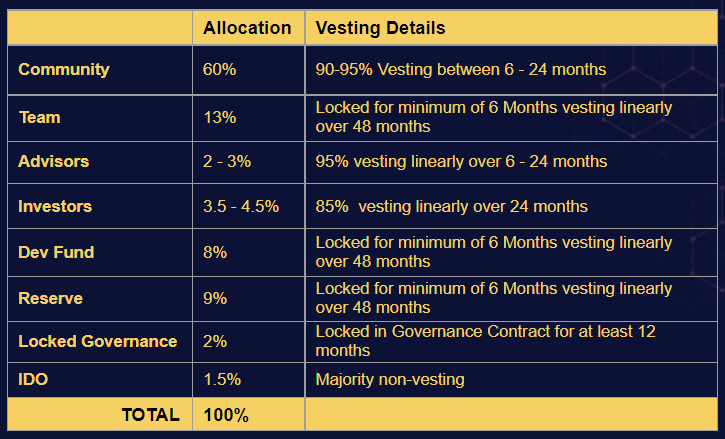 Allocation Vesting Details
Community 60% 90-95% Vesting between 6 - 24 months
Team 13% Locked for minimum of 6 Months vesting linearly
over 48 months
Advisors 2 - 3% 95% vesting linearly over 6 - 24 months
Investors 3.5 - 4.5% 85% vesting linearly over 24 months
Dev Fund 8% Locked for minimum of 6 Months vesting linearly
over 48 months
Reserve 9% Locked for minimum of 6 Months vesting linearly
over 48 months
Locked Governance 2% Locked in Governance Contract for at least 12
months
IDO 1.5% Majority non-vesting
TOTAL 100%